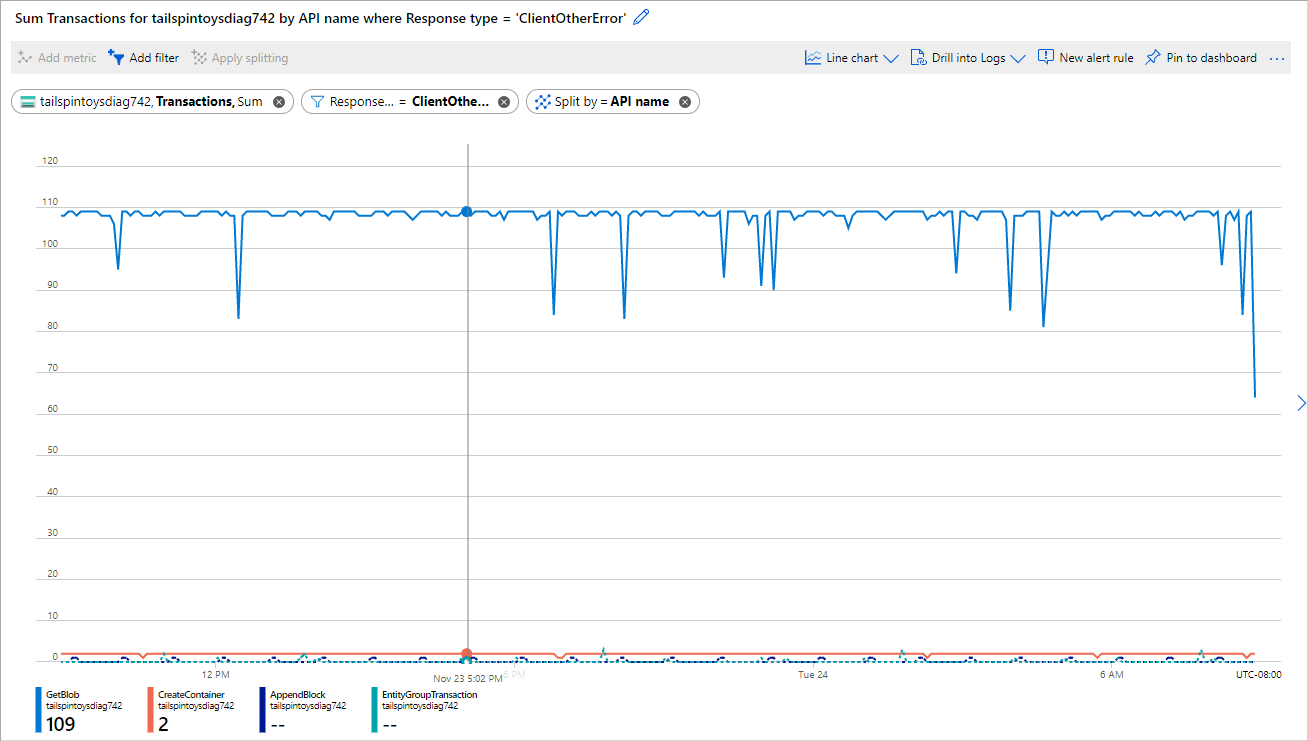 Sum Transactions for tailspintoysdiag742 by API name where Response type = 'ClientOtherError'
Add metric Add filter Apply splitting Line chart Drill into Logs New alert rule Pin to dashboard ...
tailspintoysdiag742, Transactions, Sum Response... = ClientOthe... Split by = API name
120
110
100
90
80
70
60
50
40
30
20
10
0
12 PM Nov 23 5:02 PM 6 PM Tue 24 6 AM UTC-08:00
GetBlob CreateContainer AppendBlock EntityGroupTransaction
tailspintoysdiag742 tailspintoysdiag742 tailspintoysdiag742 tailspintoysdiag742
109 2 -- --